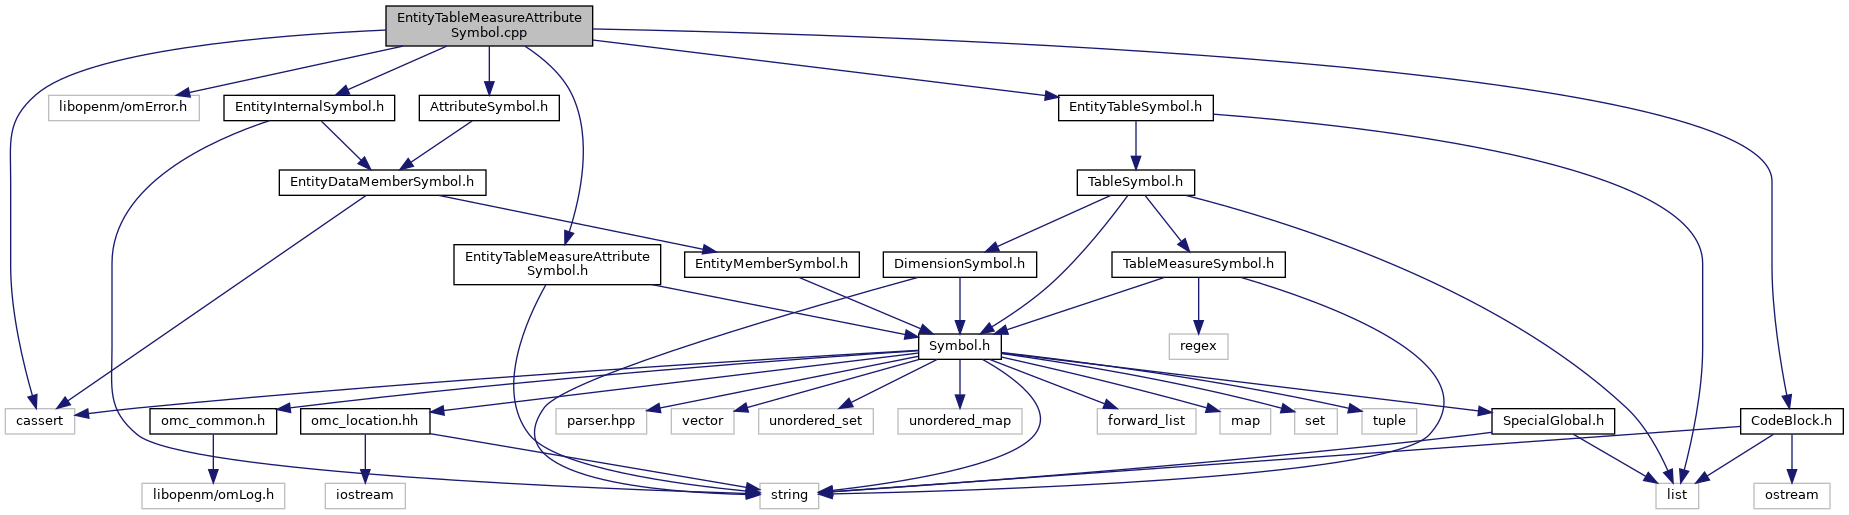 EntityTableMeasureAttribute
Symbol.cpp
libopenm/omError.h
EntityInternalSymbol.h
AttributeSymbol.h
EntityTableSymbol.h
EntityDataMemberSymbol.h
TableSymbol.h
EntityTableMeasureAttribute
Symbol.h
EntityMemberSymbol.h
DimensionSymbol.h
TableMeasureSymbol.h
Symbol.h
regex
cassert
omc_common.h
omc_location.hh
parser.hpp
vector
unordered_set
unordered_map
forward_list
map
set
tuple
SpecialGlobal.h
CodeBlock.h
libopenm/omLog.h
iostream
string
list
ostream